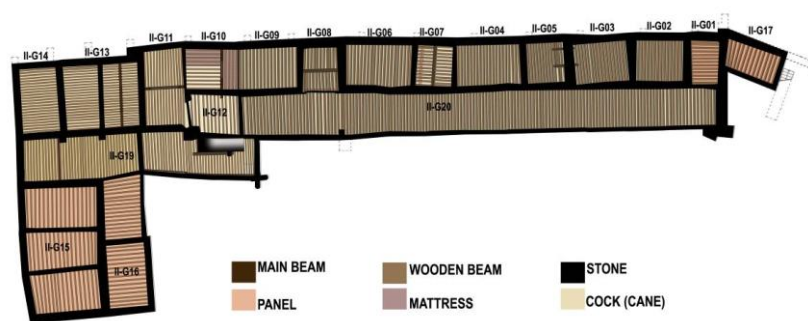 II-G14
II-G13
II-G11
II-G10
II-G09
II-G08
II-G06
II-G07
II-G04
II-G05
II-G03
II-G02
II-G01
II-G17
II-G12
II-G20
II-G19
II-G15
II-G16
MAIN BEAM
WOODEN BEAM
STONE
PANEL
MATTRESS
COCK (CANE)